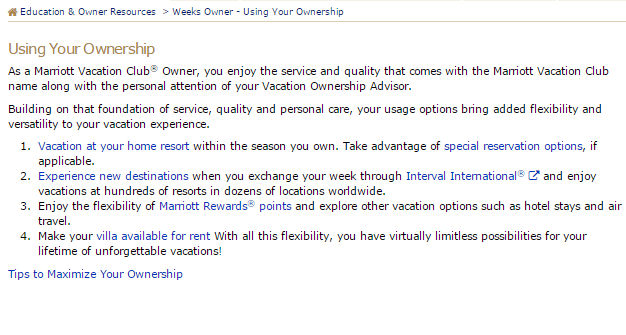 Education & Owner Resources > Weeks Owner - Using Your Ownership
Using Your Ownership
As a Marriott Vacation Club® Owner, you enjoy the service and quality that comes with the Marriott Vacation Club
name along with the personal attention of your Vacation Ownership Advisor.
Building on that foundation of service, quality and personal care, your usage options bring added flexibility and
versatility to your vacation experience.
1. Vacation at your home resort within the season you own. Take advantage of special reservation options, if
applicable.
2. Experience new destinations when you exchange your week through Interval International® and enjoy
vacations at hundreds of resorts in dozens of locations worldwide.
3. Enjoy the flexibility of Marriott Rewards® points and explore other vacation options such as hotel stays and air
travel.
4. Make your villa available for rent With all this flexibility, you have virtually limitless possibilities for your
lifetime of unforgettable vacations!
Tips to Maximize Your Ownership